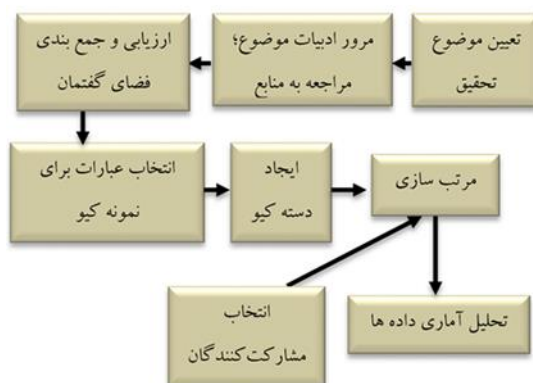 تعیین موضوع
تحقیق
مرور ادبیات موضوع؛
مراجعه به منابع
ارزیابی و جمع بندی
فضای گفتمان
انتخاب عبارات برای
نمونه کیو
ایجاد
دسته کیو
مرتب سازی
انتخاب
مشارکت‌کنندگان
تحلیل آماری داده ها